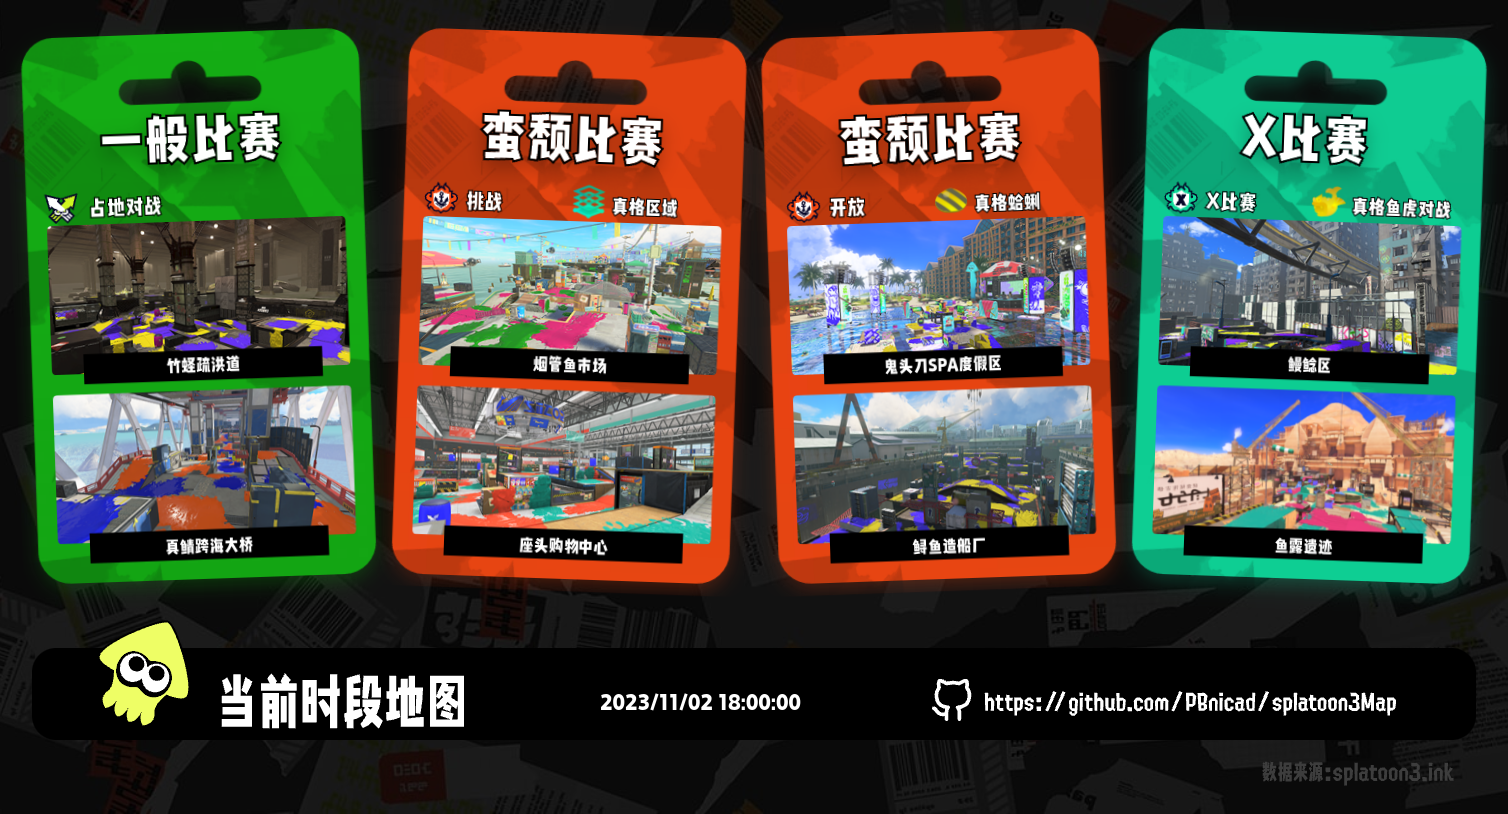 一般比赛
占地对战
竹蛏疏洪道
真鲭跨海大桥
蛮颓比赛
挑战
真格区域
烟管鱼市场
座头购物中心
蛮颓比赛
开放
真格蛤蜊
鬼头刀SPA度假区
鲟鱼造船厂
X比赛
X比赛
真格鱼虎对战
鳗鲶区
鱼露遗迹
当前时段地图
2023/11/02 18:00:00
https://github.com/PBnicad/splatoon3Map
数据来源:splatoon3.ink